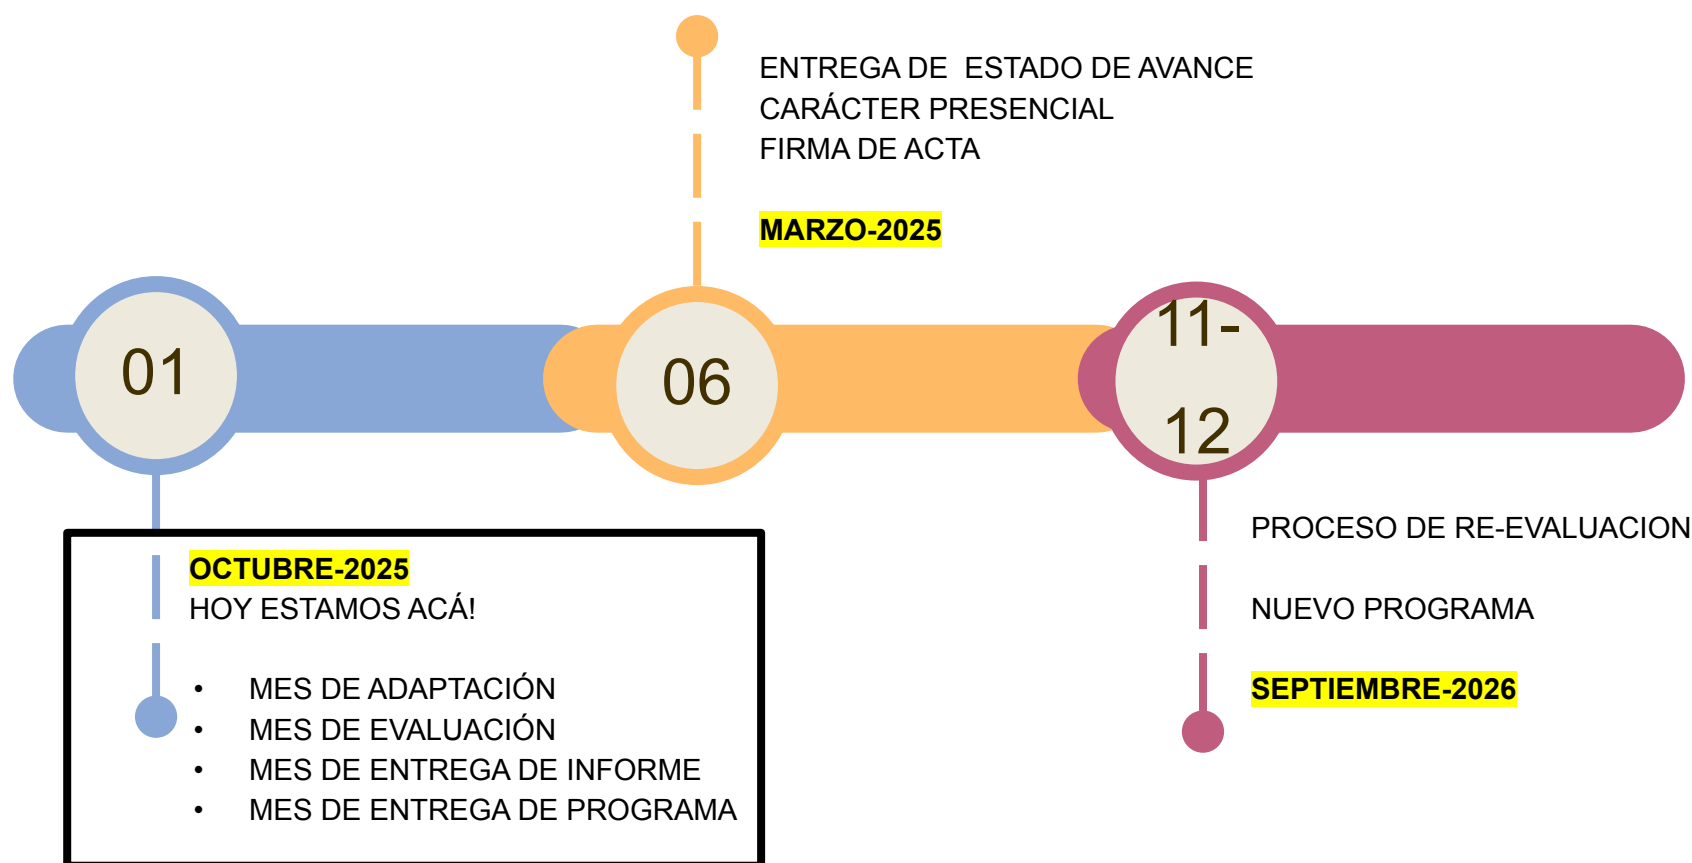 ENTREGA DE ESTADO DE AVANCE
CARÁCTER PRESENCIAL
FIRMA DE ACTA
MARZO-2025
01
06
11-
12
OCTUBRE-2025
HOY ESTAMOS ACÁ!
• MES DE ADAPTACIÓN
• MES DE EVALUACIÓN
• MES DE ENTREGA DE INFORME
• MES DE ENTREGA DE PROGRAMA
PROCESO DE RE-EVALUACION
NUEVO PROGRAMA
SEPTIEMBRE-2026